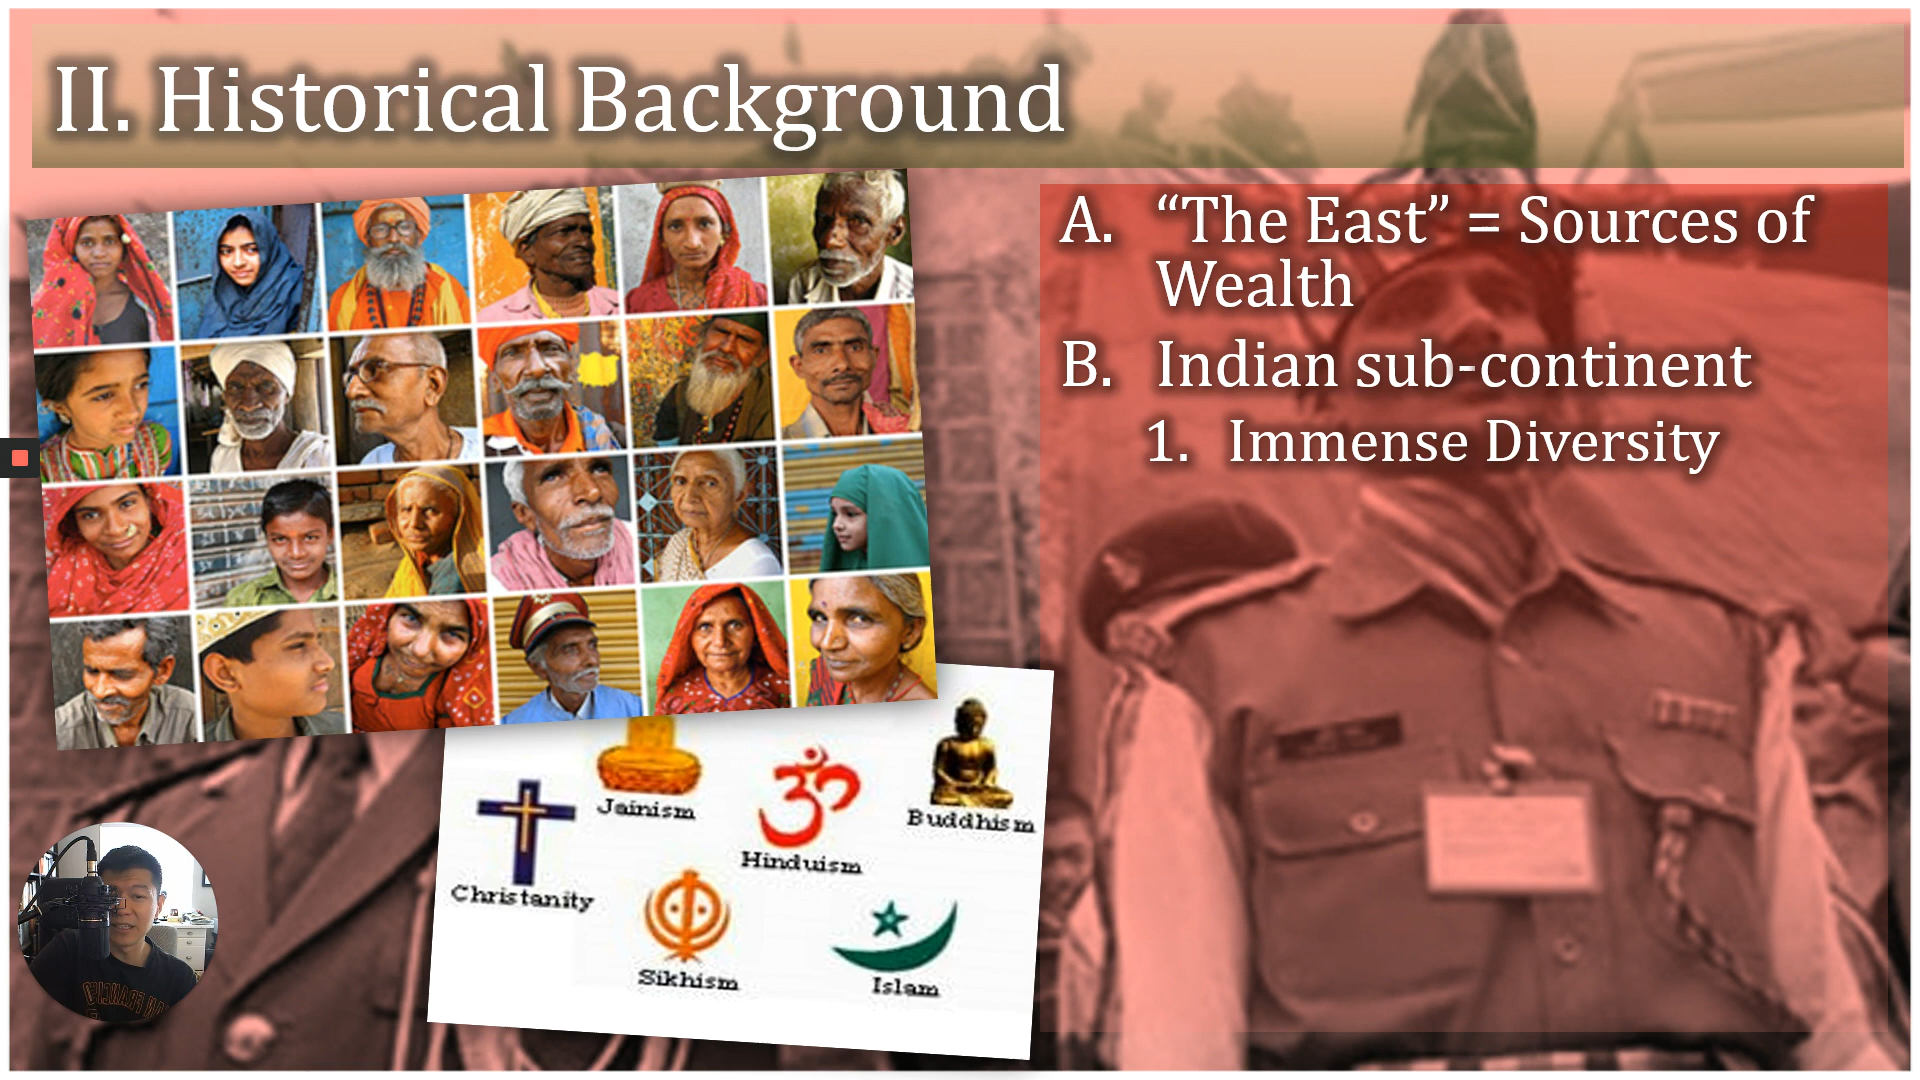 II. Historical Background
A. “The East” = Sources of
Wealth
B. Indian sub-continent
1. Immense Diversity
Jainism
Buddhism
Hinduism
Christanity
Sikhism
Islam